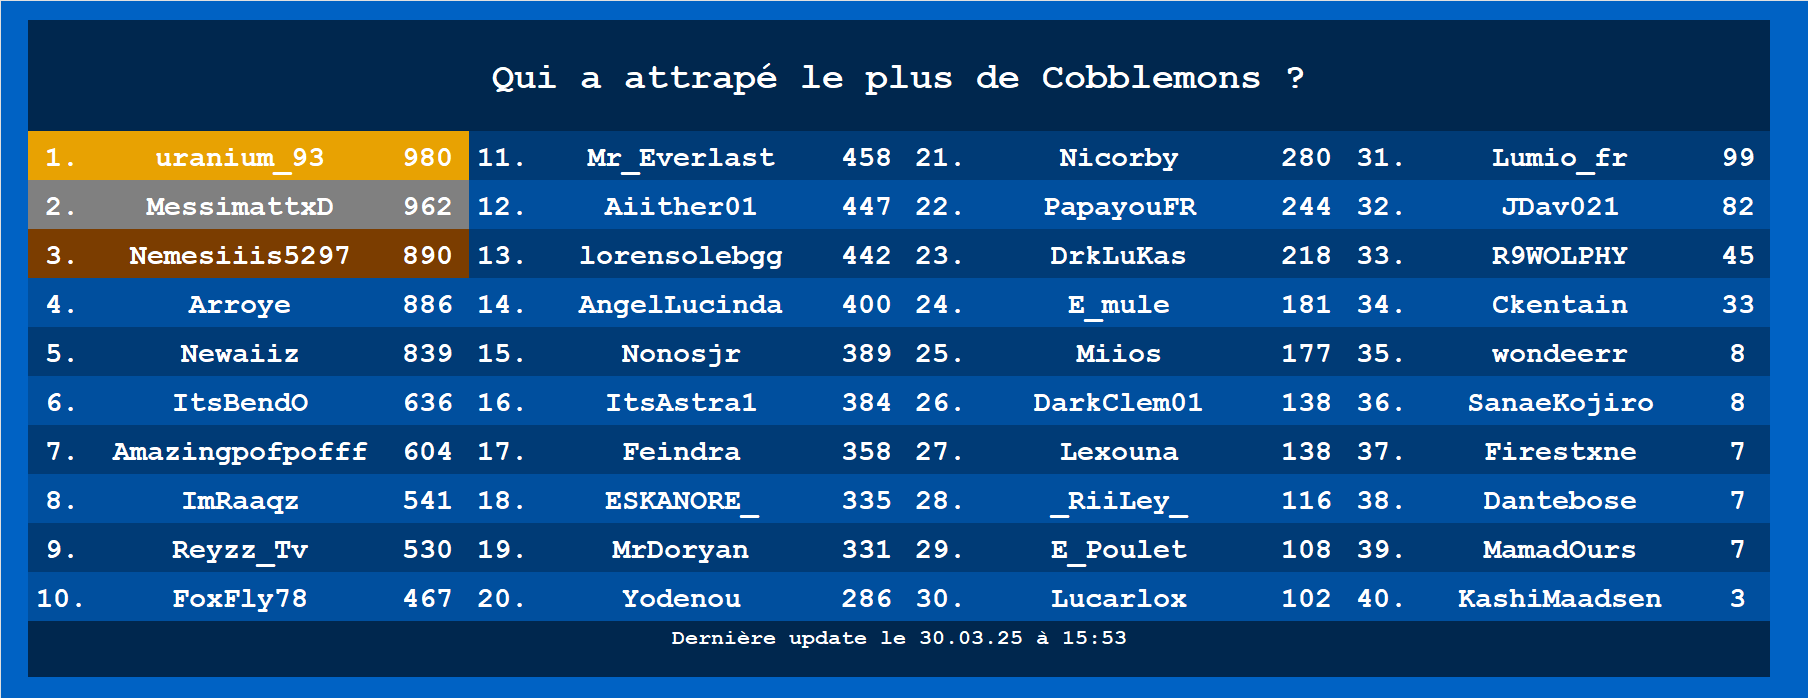 Qui a attrapé le plus de Cobblemons ?
1. uranium_93 980 11. Mr_Everlast 458 21. Nicorby 280 31. Lumio_fr 99
2. MessimattxD 962 12. Aiither01 447 22. PapayouFR 244 32. JDav021 82
3. Nemesiiis5297 890 13. lorensolebgg 442 23. DrkLuKas 218 33. R9WOLPHY 45
4. Arroye 886 14. AngelLucinda 400 24. E_mule 181 34. Ckentain 33
5. Newaiiz 839 15. Nonosjr 389 25. Miios 177 35. wondeerr 8
6. ItsBendO 636 16. ItsAstra1 384 26. DarkClem01 138 36. SanaeKojiro 8
7. Amazingpofpofff 604 17. Feindra 358 27. Lexouna 138 37. Firestxne 7
8. ImRaaqz 541 18. ESKANORE_ 335 28. _RiiLey_ 116 38. Dantebose 7
9. Reyzz_Tv 530 19. MrDoryan 331 29. E_Poulet 108 39. MamadOurs 7
10. FoxFly78 467 20. Yodenou 286 30. Lucarlox 102 40. KashiMaadsen 3
Dernière update le 30.03.25 à 15:53